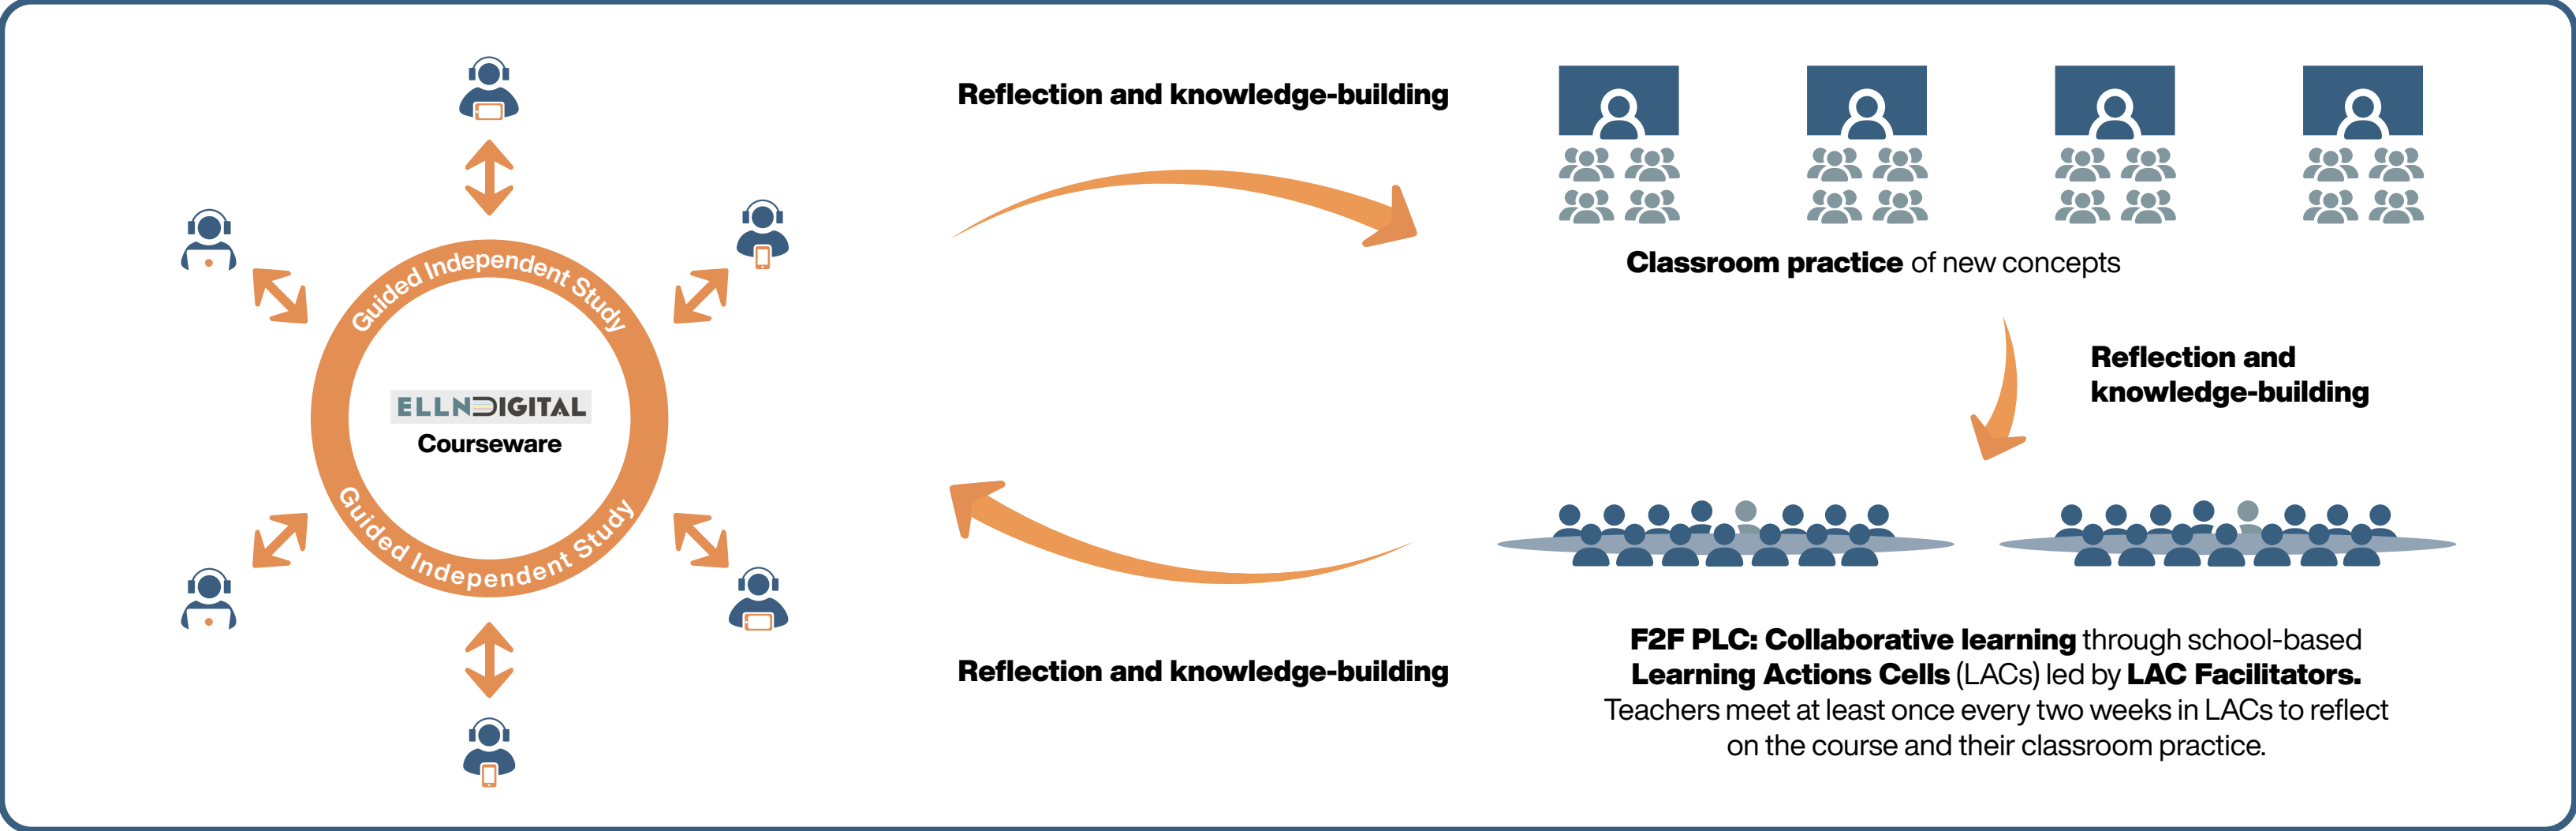 Guided Independent Study
ELLN DIGITAL
Courseware
Guided Independent Study
Reflection and knowledge-building
Classroom practice of new concepts
Reflection and
knowledge-building
F2F PLC: Collaborative learning through school-based
Learning Actions Cells (LACs) led by LAC Facilitators.
Teachers meet at least once every two weeks in LACs to reflect
on the course and their classroom practice.
Reflection and knowledge-building